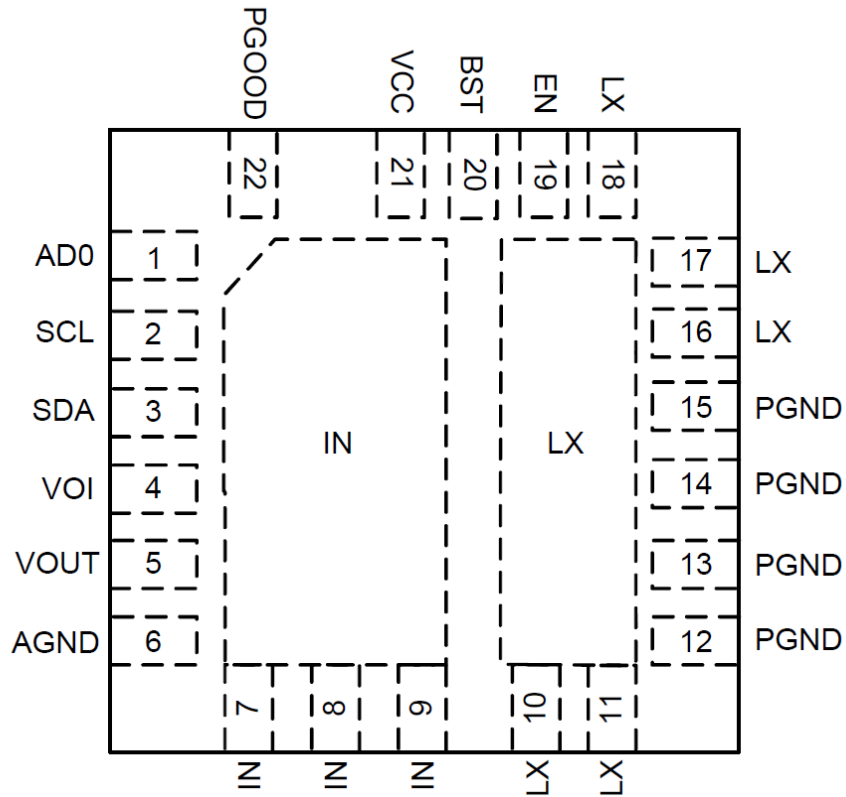 PGOOD
VCC
BST
EN
LX
22
21
20
19
18
AD0
1
17
LX
SCL
2
16
LX
SDA
3
15
PGND
IN
LX
VOI
4
14
PGND
VOUT
5
13
PGND
AGND
6
12
PGND
7
8
9
10
11
IN
IN
IN
LX
LX